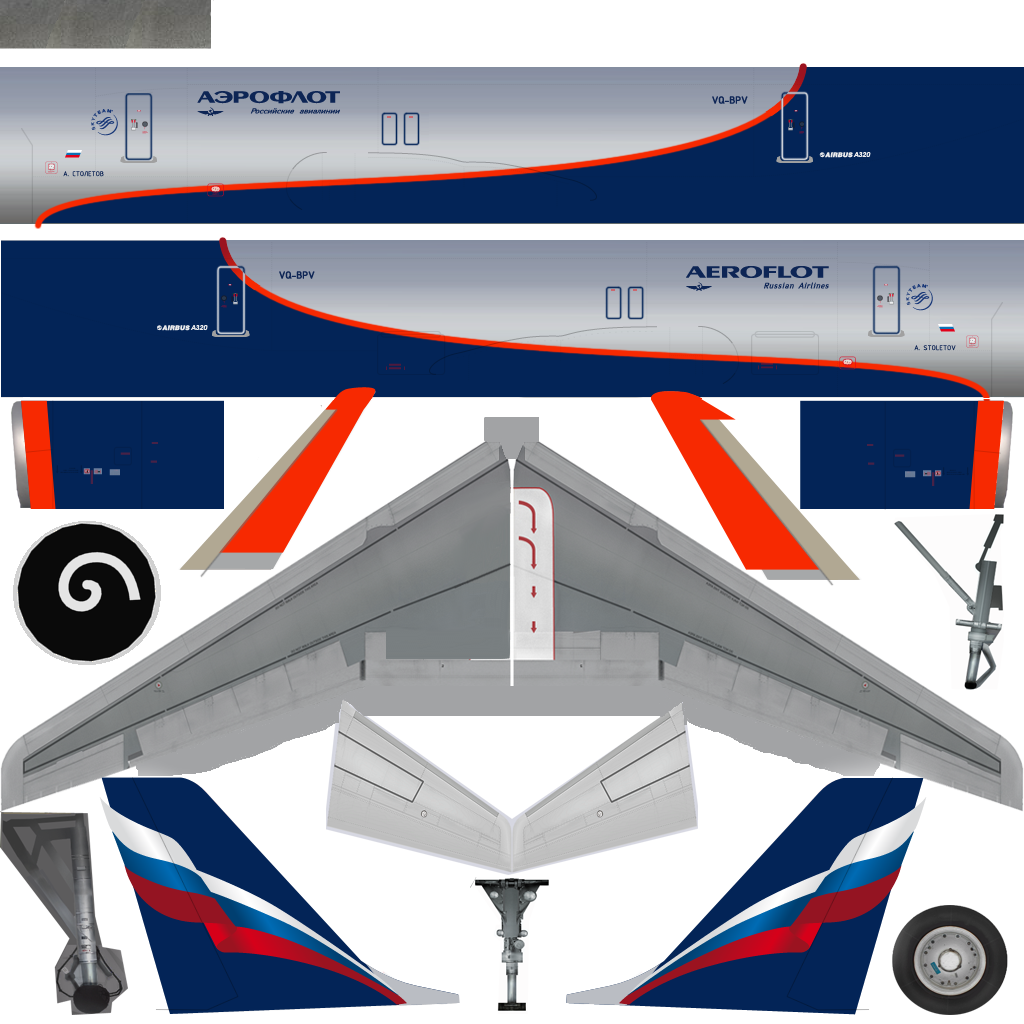 АЭРОФЛОТ
Российские авиалинии
VQ-BPV
SKYTEAM
AIRBUS A320
А. СТОЛЕТОВ
AEROFLOT
Russian Airlines
VQ-BPV
SKYTEAM
AIRBUS A320
A. STOLETOV